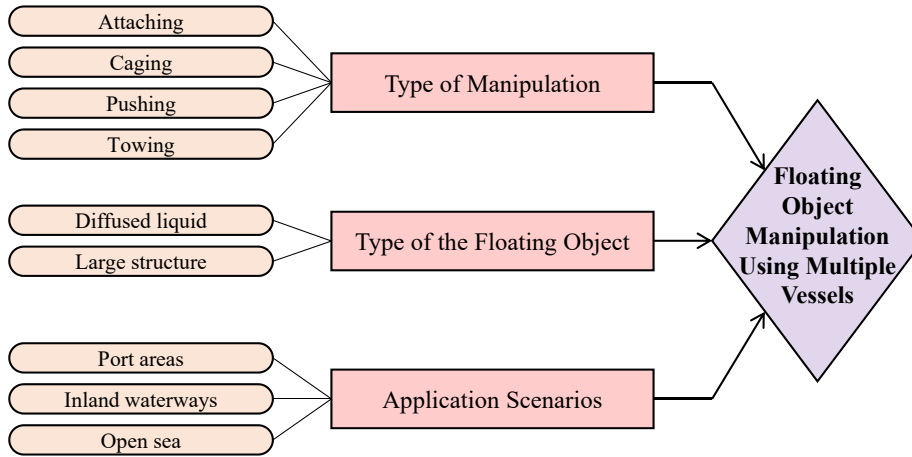 Attaching
Caging
Pushing
Towing
Type of Manipulation
Diffused liquid
Large structure
Type of the Floating Object
Port areas
Inland waterways
Open sea
Application Scenarios
Floating
Object
Manipulation
Using Multiple
Vessels